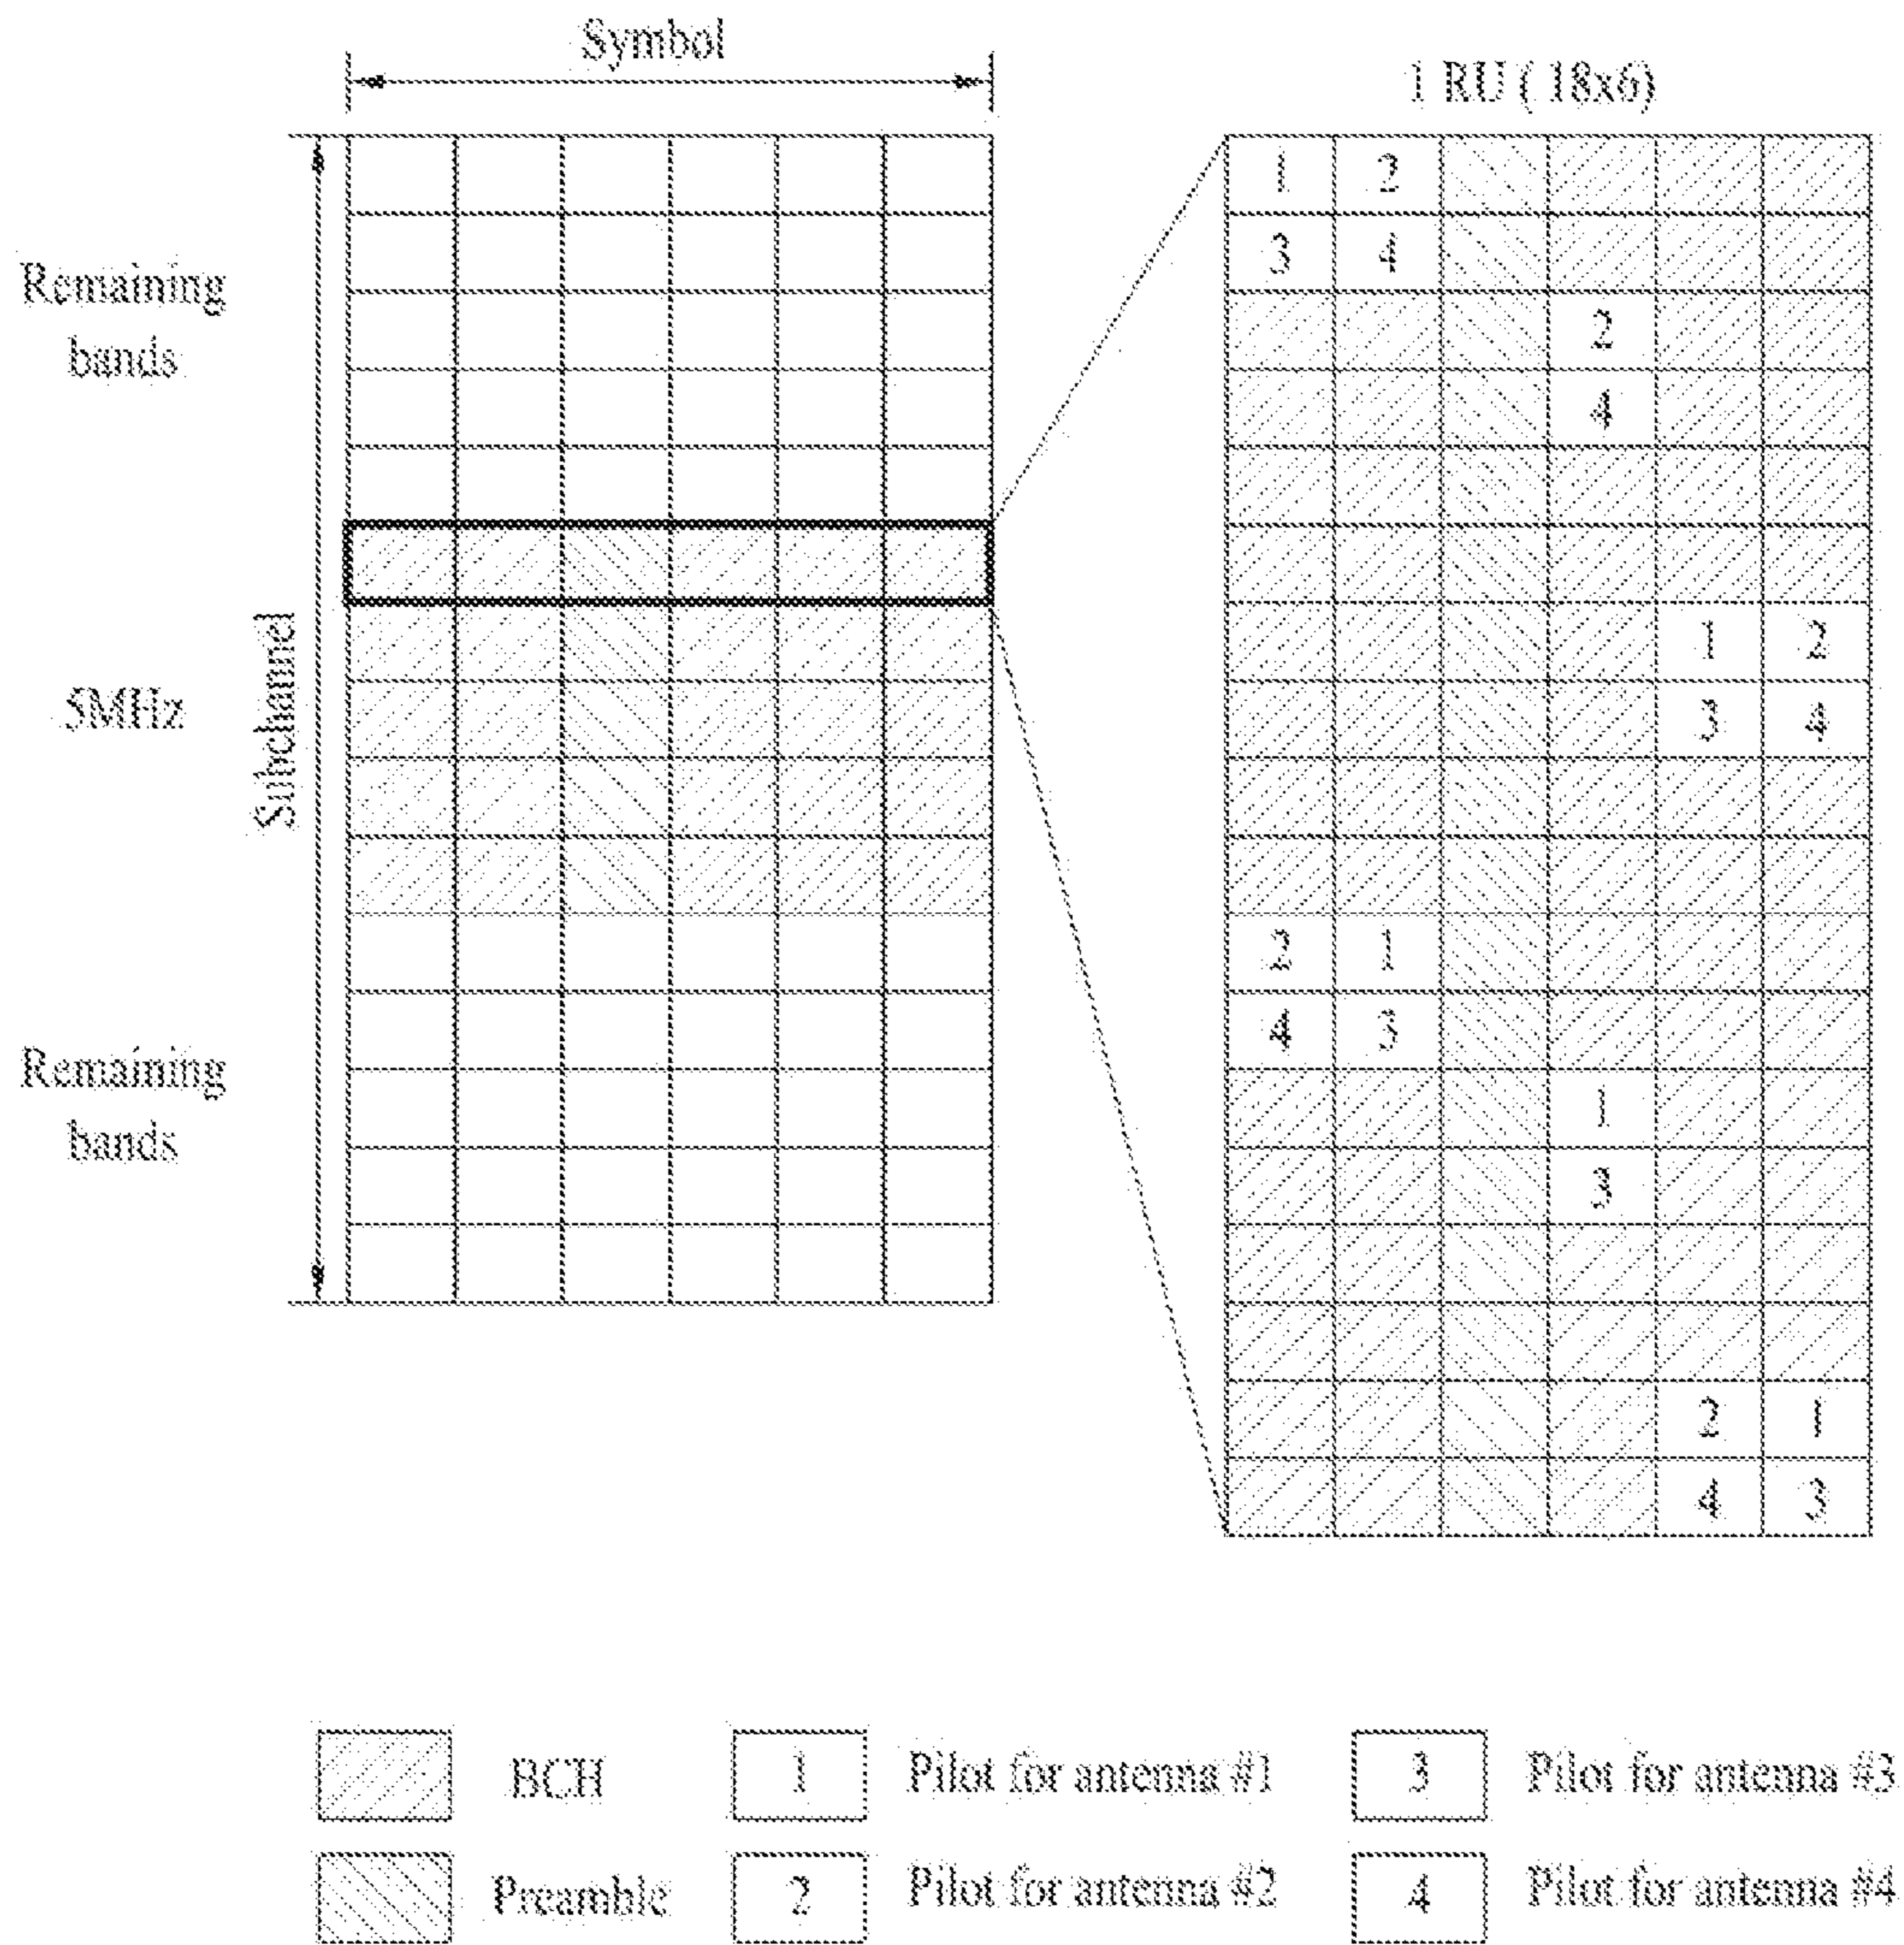 Symbol
1 RU ( 18x6)
Remaining
bands
5MHz
Remaining
bands
Subchannel
1 2
3 4
2
4
1 2
3 4
2 1
4 3
1
3
2 1
4 3
BCH
1 Pilot for antenna #1
3 Pilot for antenna #3
Preamble
2 Pilot for antenna #2
4 Pilot for antenna #4